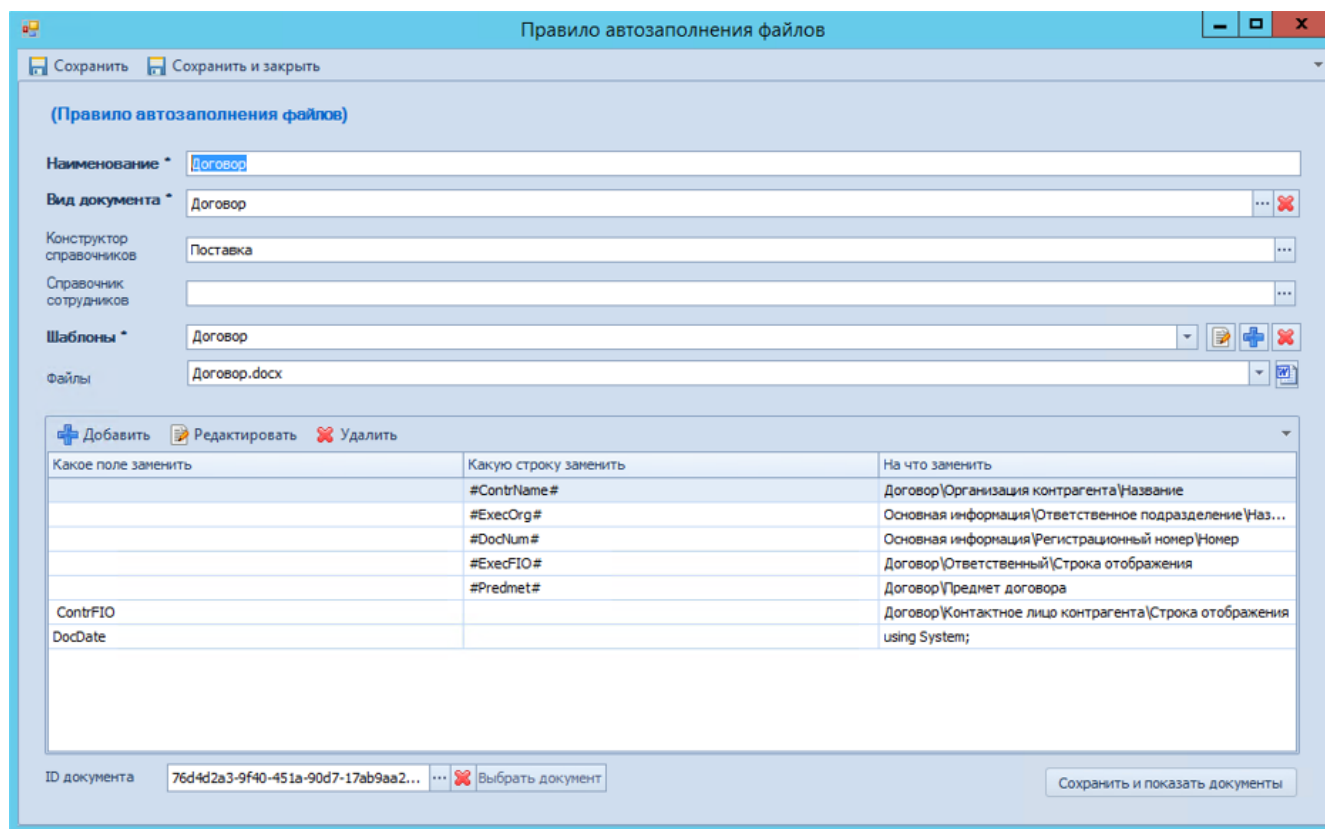 Правило автозаполнения файлов
Сохранить Сохранить и закрыть
(Правило автозаполнения файлов)
Наименование * Договор
Вид документа * Договор ...
Конструктор
справочников
Поставка ...
Справочник
сотрудников
...
Шаблоны * Договор
Файлы Договор.docx
Добавить Редактировать Удалить
Какое поле заменить Какую строку заменить На что заменить
#ContrName# Договор\Организация контрагента\Название
#ExecOrg# Основная информация\Ответственное подразделение\Наз...
#DocNum# Основная информация\Регистрационный номер\Номер
#ExecFIO# Договор\Ответственный\Строка отображения
#Predmet# Договор\Предмет договора
ContrFIO Договор\Контактное лицо контрагента\Строка отображения
DocDate using System;
ID документа 76d4d2a3-9f40-451a-90d7-17ab9aa2... ... Выбрать документ Сохранить и показать документы